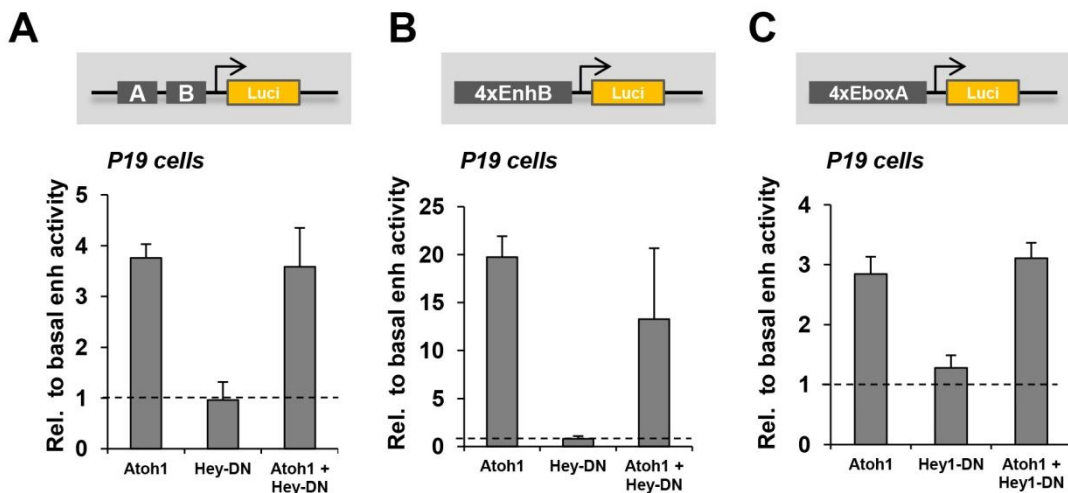 A
A B Luci
P19 cells
Rel. to basal enh activity
5
4
3
2
1
0
Atoh1 Hey-DN Atoh1 +
Hey-DN
B
4xEnhB Luci
P19 cells
Rel. to basal enh activity
25
20
15
10
5
0
Atoh1 Hey-DN Atoh1 +
Hey-DN
C
4xEboxA Luci
P19 cells
Rel. to basal enh activity
4
3
2
1
0
Atoh1 Hey1-DN Atoh1 +
Hey1-DN